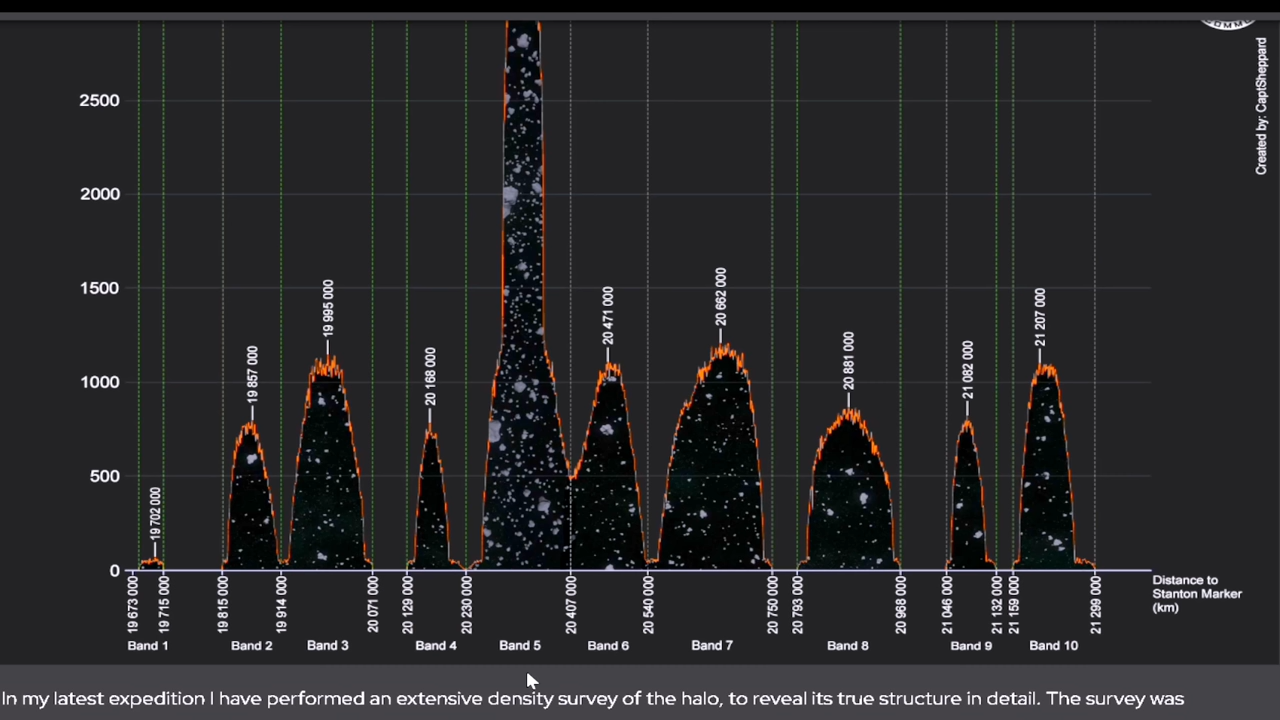 COMMU
Created by: CaptSheppard
2500
2000
1500
1000
500
0
19 702 000
19 857 000
19 995 000
20 168 000
20 471 000
20 662 000
20 881 000
21 082 000
21 207 000
19 673 000
19 715 000
19 815 000
19 914 000
20 071 000
20 129 000
20 230 000
20 407 000
20 540 000
20 750 000
20 793 000
20 968 000
21 046 000
21 132 000
21 159 000
21 299 000
Distance to
Stanton Marker
(km)
Band 1
Band 2
Band 3
Band 4
Band 5
Band 6
Band 7
Band 8
Band 9
Band 10
In my latest expedition I have performed an extensive density survey of the halo, to reveal its true structure in detail. The survey was